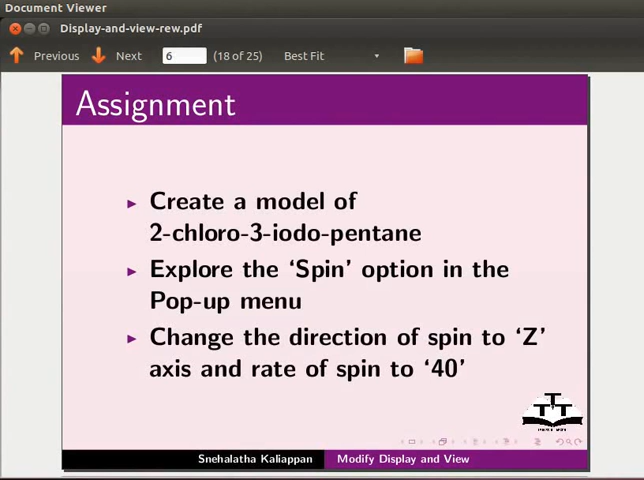 Document Viewer
Display-and-view-rew.pdf
Previous Next 6 (18 of 25) Best Fit
Assignment
Create a model of
2-chloro-3-iodo-pentane
Explore the ‘Spin’ option in the
Pop-up menu
Change the direction of spin to ‘Z’
axis and rate of spin to ‘40’
Snehalatha Kaliappan Modify Display and View